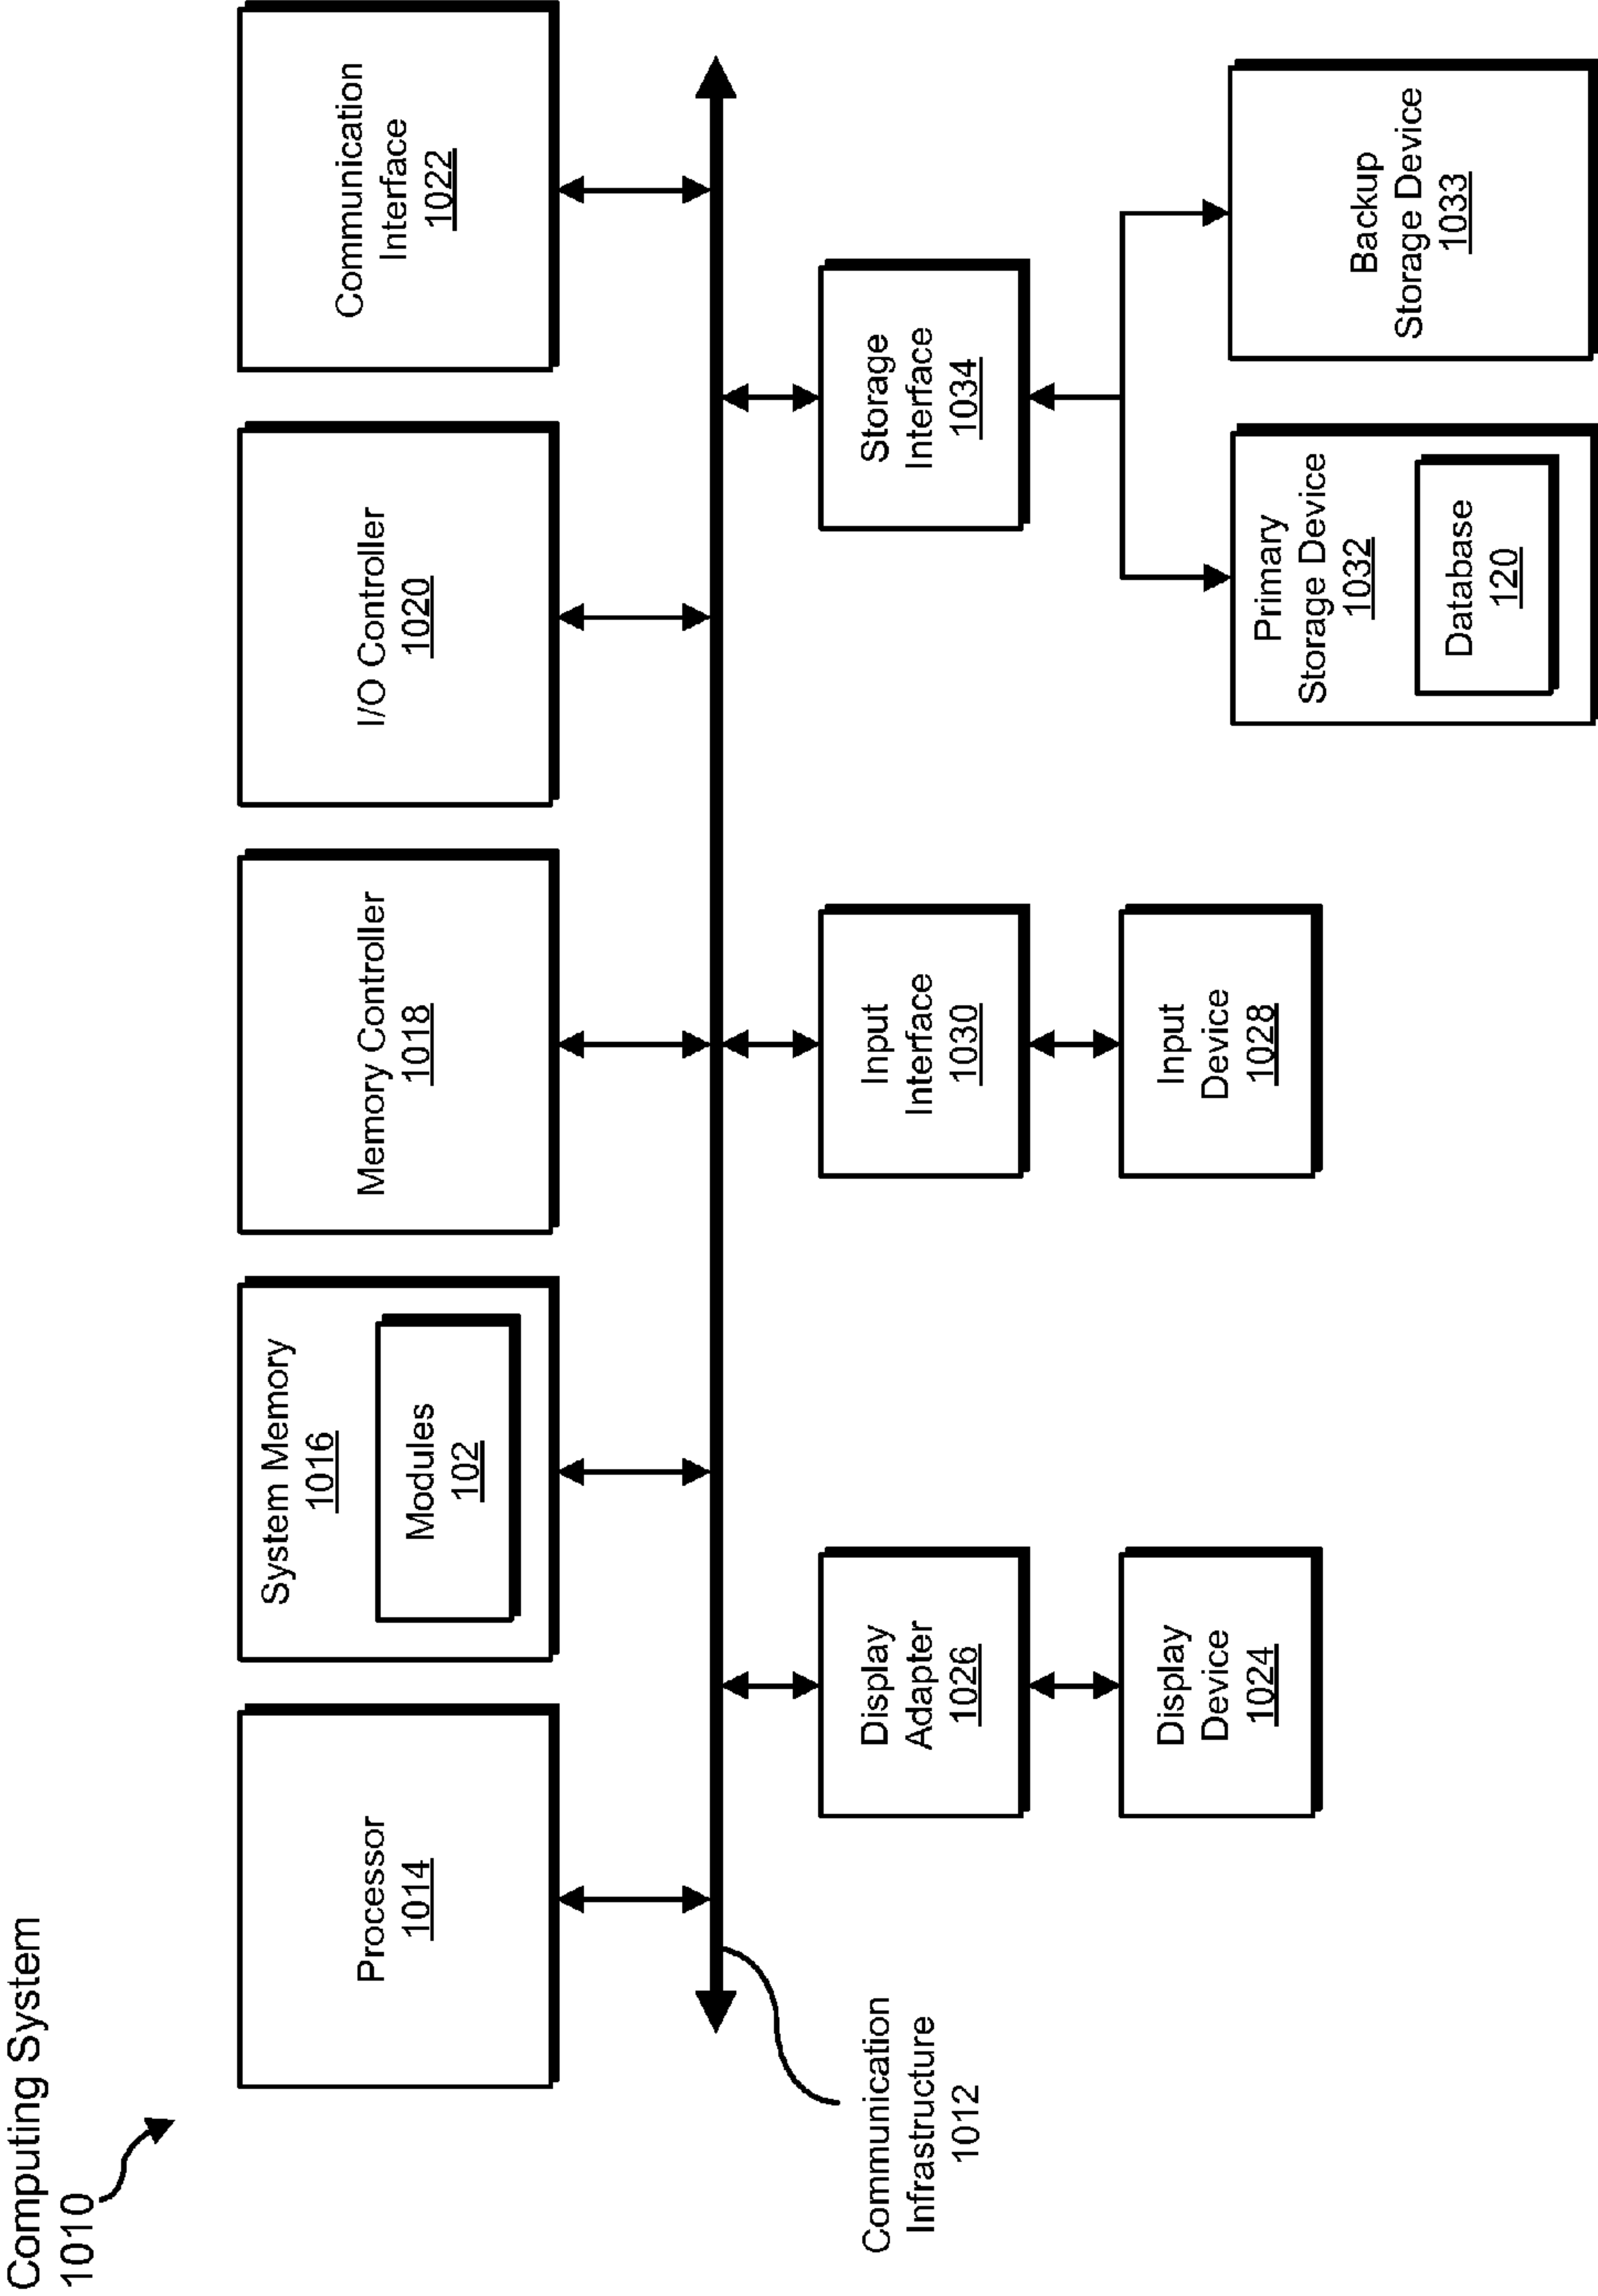 Computing System
1010
Processor
1014
System Memory
1016
Modules
102
Memory Controller
1018
I/O Controller
1020
Communication
Interface
1022
Communication
Infrastructure
1012
Display
Adapter
1026
Input
Interface
1030
Storage
Interface
1034
Display
Device
1024
Input
Device
1028
Primary
Storage Device
1032
Database
120
Backup
Storage Device
1033